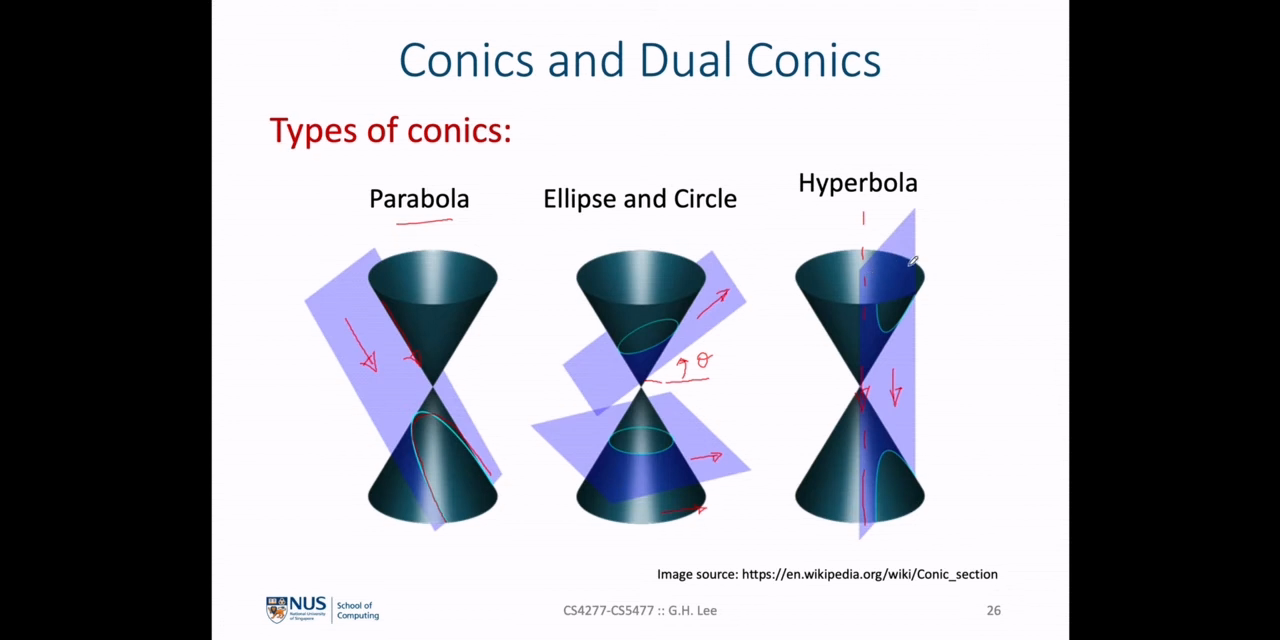 Conics and Dual Conics
Types of conics:
Parabola
Ellipse and Circle
Hyperbola
θ
Image source: https://en.wikipedia.org/wiki/Conic_section
NUS
National University
of Singapore
School of
Computing
CS4277-CS5477 :: G.H. Lee
26